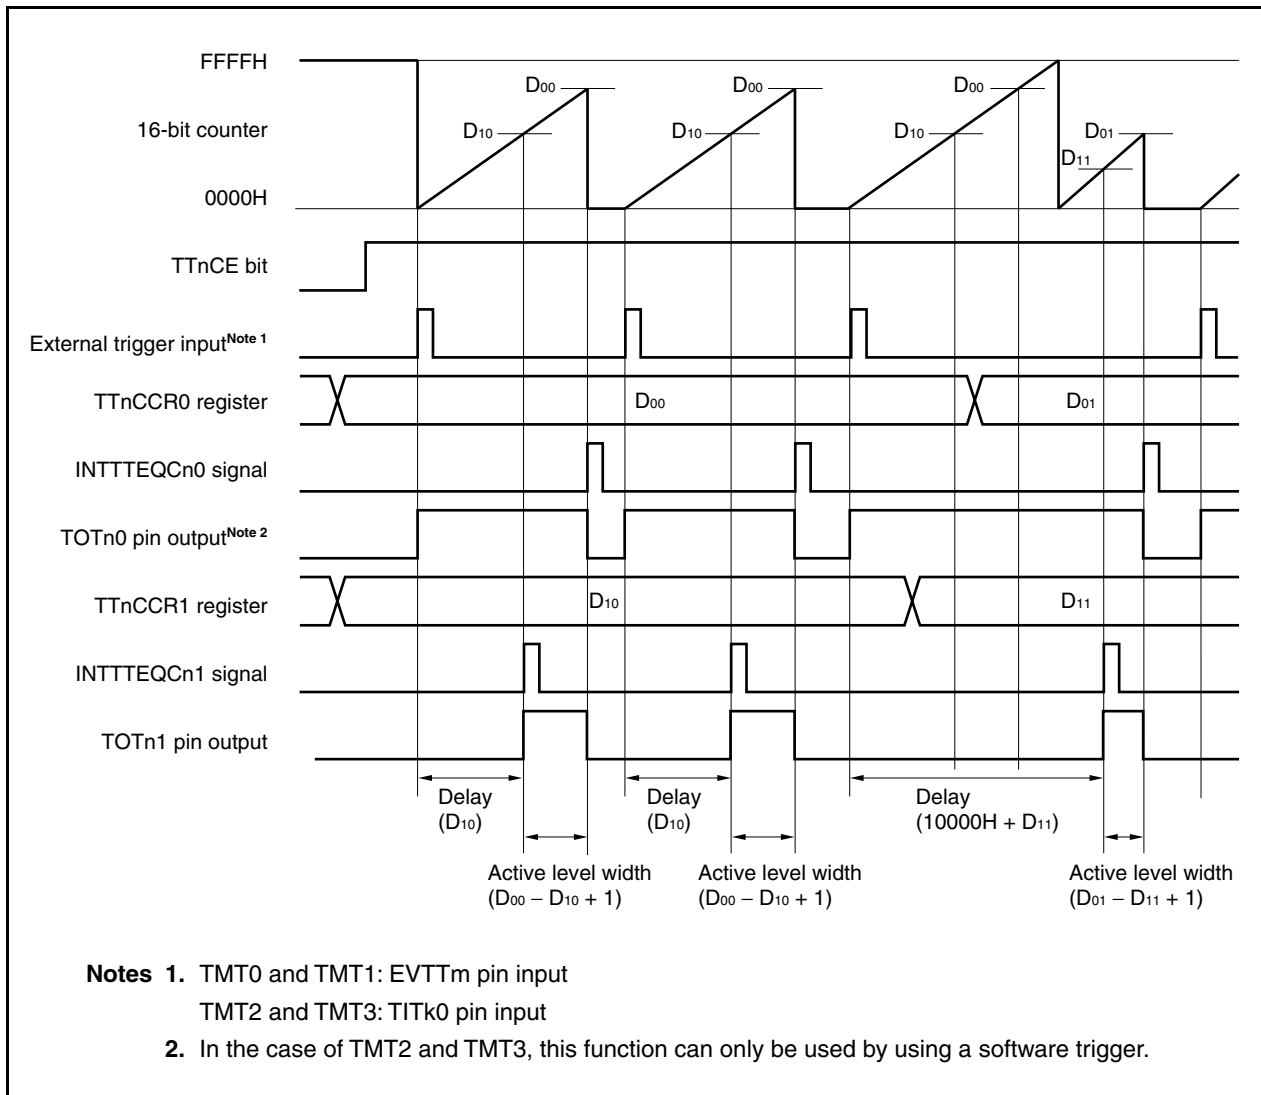 FFFFH
D00
D00
D00
16-bit counter
D10
D10
D10
D01
D11
0000H
TTnCE bit
External trigger inputNote 1
TTnCCR0 register
D00
D01
INTTTEQCn0 signal
TOTn0 pin outputNote 2
TTnCCR1 register
D10
D11
INTTTEQCn1 signal
TOTn1 pin output
Delay
(D10)
Delay
(D10)
Delay
(10000H + D11)
Active level width
(D00 − D10 + 1)
Active level width
(D00 − D10 + 1)
Active level width
(D01 − D11 + 1)
Notes 1. TMT0 and TMT1: EVTTm pin input
TMT2 and TMT3: TITk0 pin input
2. In the case of TMT2 and TMT3, this function can only be used by using a software trigger.